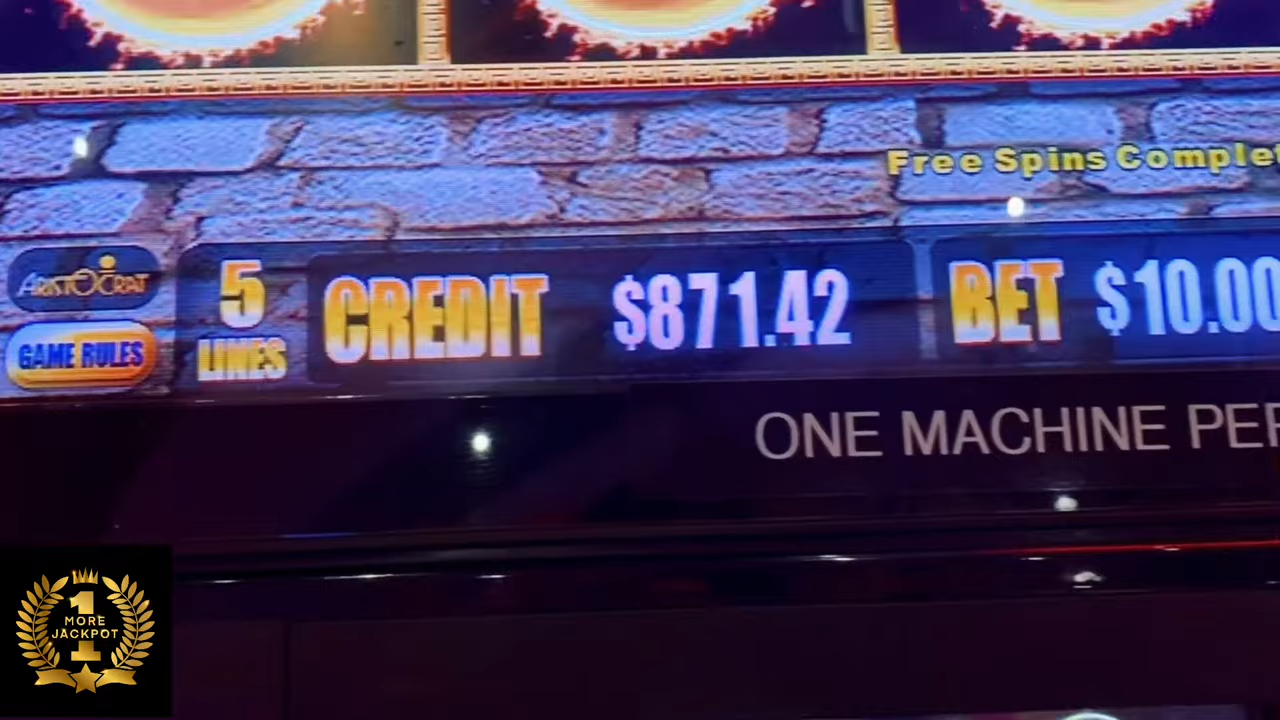 Free Spins Complet
ARISTOCRAT
GAME RULES
5
LINES
CREDIT $871.42
BET $10.00
ONE MACHINE PER
1
MORE
JACKPOT